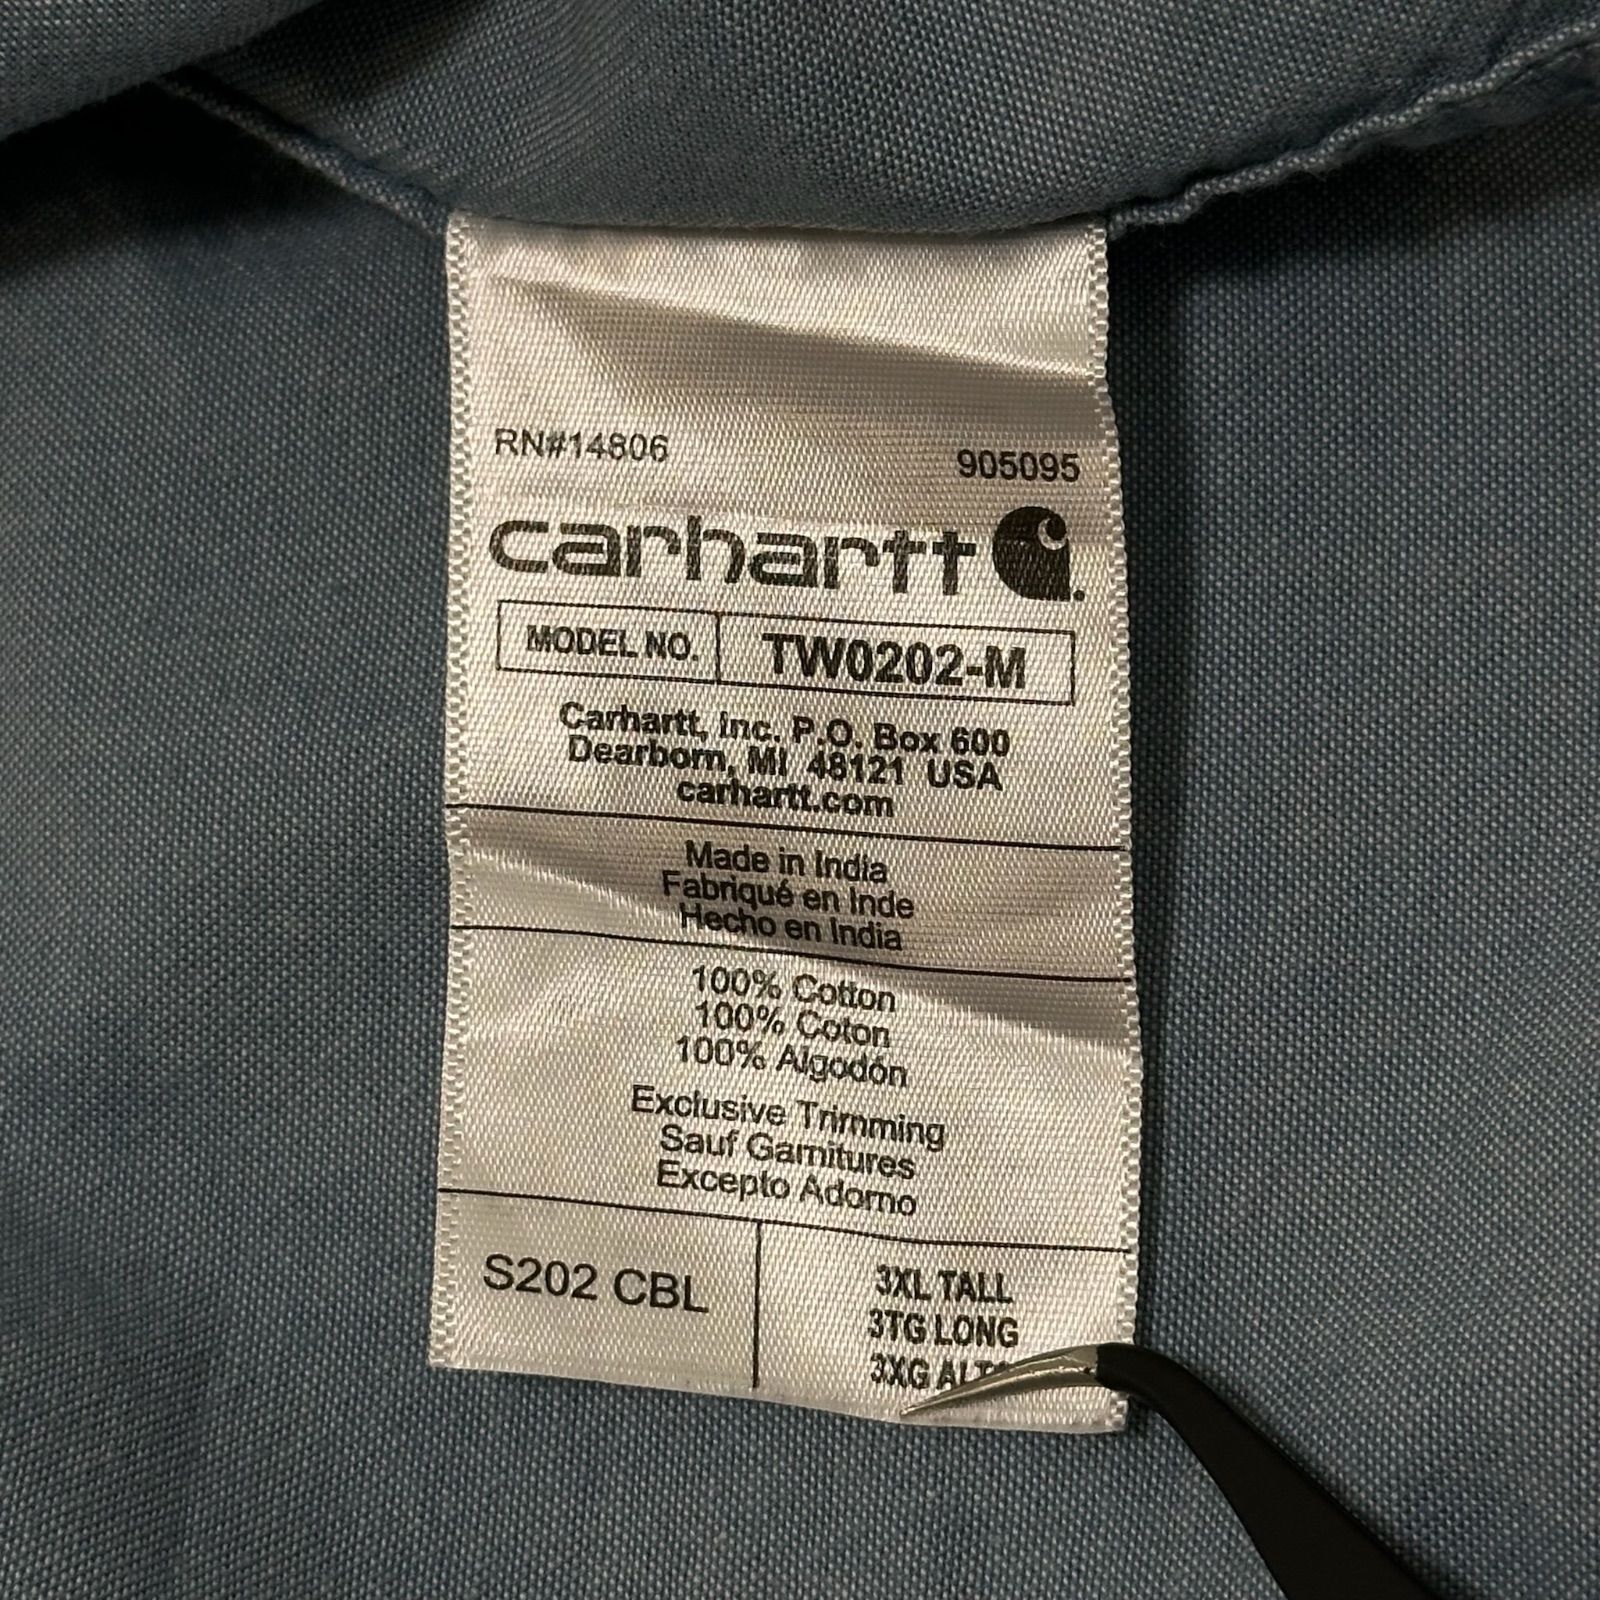 RN#14806 905095
carhartt
MODEL NO. TW0202-M
Carhartt, Inc. P.O. Box 600
Dearborn, MI 48121 USA
carhartt.com
Made in India
Fabriqué en Inde
Hecho en India
100% Cotton
100% Coton
100% Algodón
Exclusive Trimming
Sauf Garnitures
Excepto Adorno
S202 CBL
3XL TALL
3TG LONG
3XG